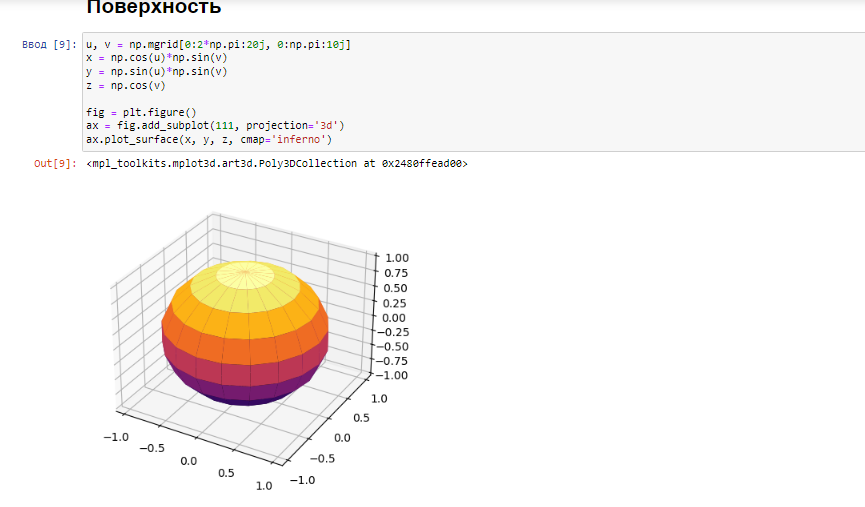 Поверхность
Ввод [9]: u, v = np.mgrid[0:2*np.pi:20j, 0:np.pi:10j]
x = np.cos(u)*np.sin(v)
y = np.sin(u)*np.sin(v)
z = np.cos(v)
fig = plt.figure()
ax = fig.add_subplot(111, projection='3d')
ax.plot_surface(x, y, z, cmap='inferno')
Out[9]: <mpl_toolkits.mplot3d.art3d.Poly3DCollection at 0x2480ffead00>
1.00
0.75
0.50
0.25
0.00
−0.25
−0.50
−0.75
−1.00
−1.0
−0.5
0.0
0.5
1.0
−1.0
−0.5
0.0
0.5
1.0